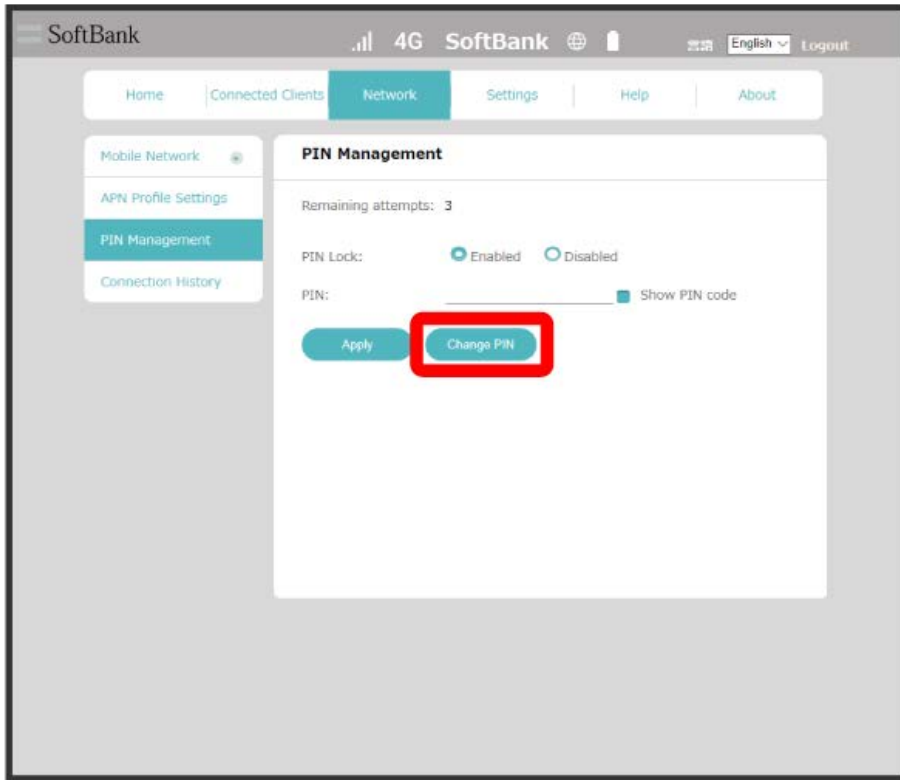 SoftBank
4G SoftBank 言語 English Logout
Home Connected Clients Network Settings Help About
Mobile Network
APN Profile Settings
PIN Management
Connection History
PIN Management
Remaining attempts: 3
PIN Lock: Enabled Disabled
PIN: Show PIN code
Apply Change PIN